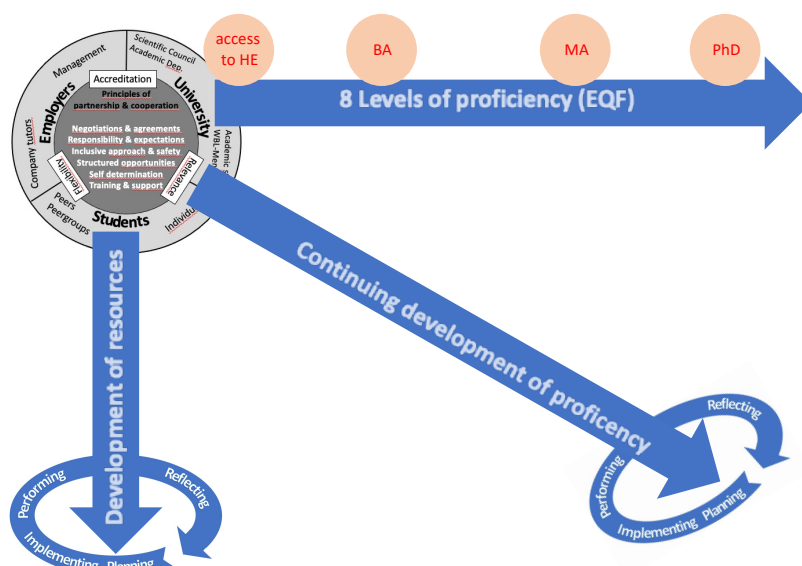 access
to HE
BA
MA
PhD
8 Levels of proficiency (EQF)
Management
Scientific Council
Academic Dep.
Accreditation
Employers
University
Principles of
partnership & cooperation
Negotiations & agreements
Responsibility & expectations
Inclusive approach & safety
Structured opportunities
Self determination
Training & support
Company tutors
Academic
Flexibility
Relevance
Peers
Peergroups
Students
Development of resources
Continuing development of proficency
Performing
Reflecting
Implementing Planning
Performing
Reflecting
Implementing Planning